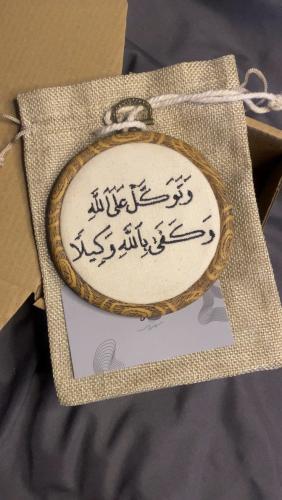 وَتَوَكَّلْ عَلَى اللَّهِ
وَكَفَىٰ بِاللَّهِ وَكِيلًا